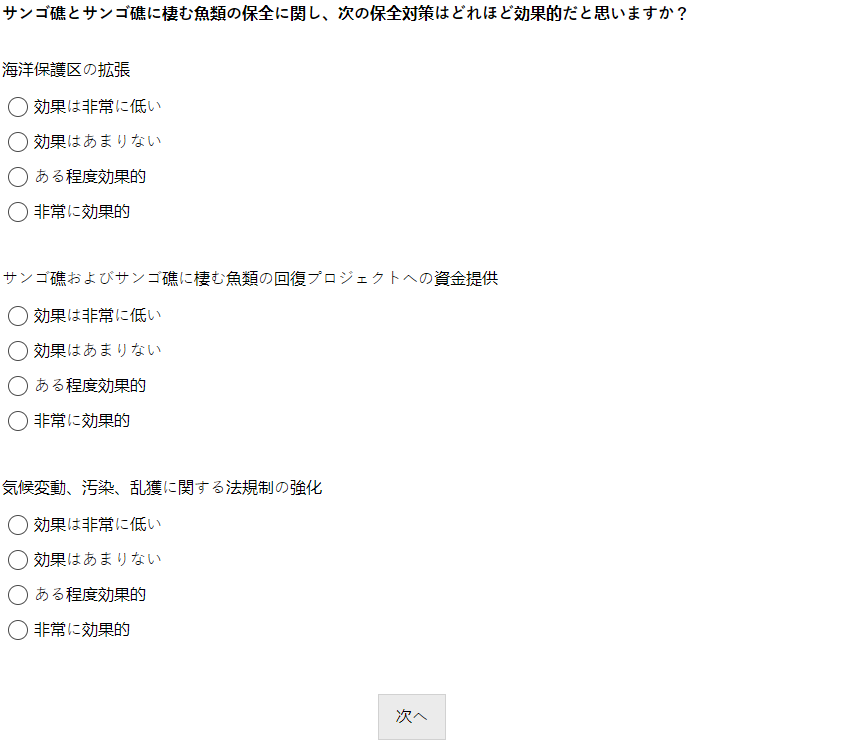 サンゴ礁とサンゴ礁に棲む魚類の保全に関し、次の保全対策はどれほど効果的だと思いますか？
海洋保護区の拡張
効果は非常に低い
効果はあまりない
ある程度効果的
非常に効果的
サンゴ礁およびサンゴ礁に棲む魚類の回復プロジェクトへの資金提供
効果は非常に低い
効果はあまりない
ある程度効果的
非常に効果的
気候変動、汚染、乱獲に関する法規制の強化
効果は非常に低い
効果はあまりない
ある程度効果的
非常に効果的
次へ